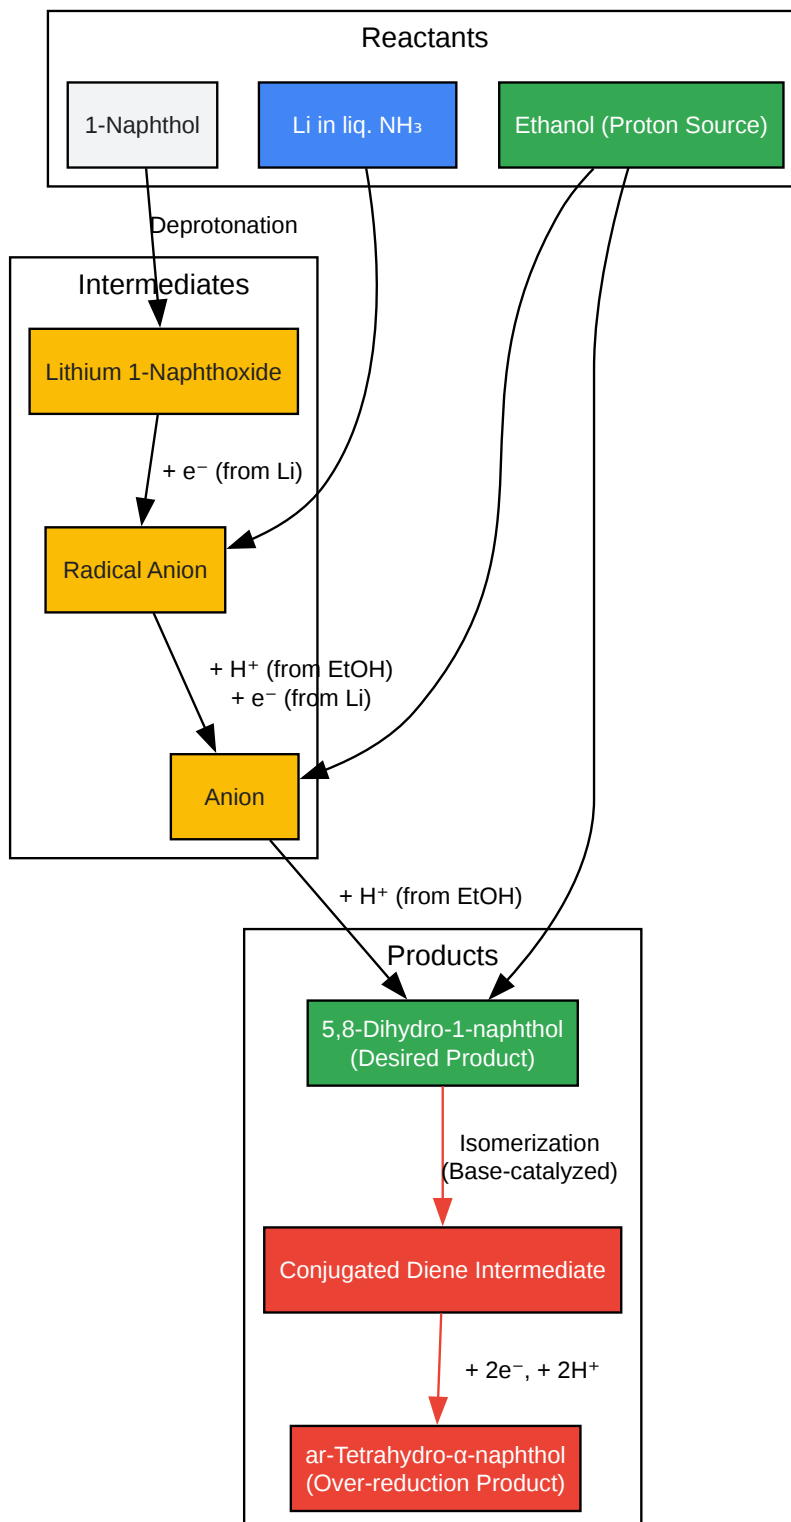 Reactants
1-Naphthol
Li in liq. NH₃
Ethanol (Proton Source)
Deprotonation
Intermediates
Lithium 1-Naphthoxide
+ e⁻ (from Li)
Radical Anion
+ H⁺ (from EtOH)
+ e⁻ (from Li)
Anion
+ H⁺ (from EtOH)
Products
5,8-Dihydro-1-naphthol
(Desired Product)
Isomerization
(Base-catalyzed)
Conjugated Diene Intermediate
+ 2e⁻, + 2H⁺
ar-Tetrahydro-α-naphthol
(Over-reduction Product)